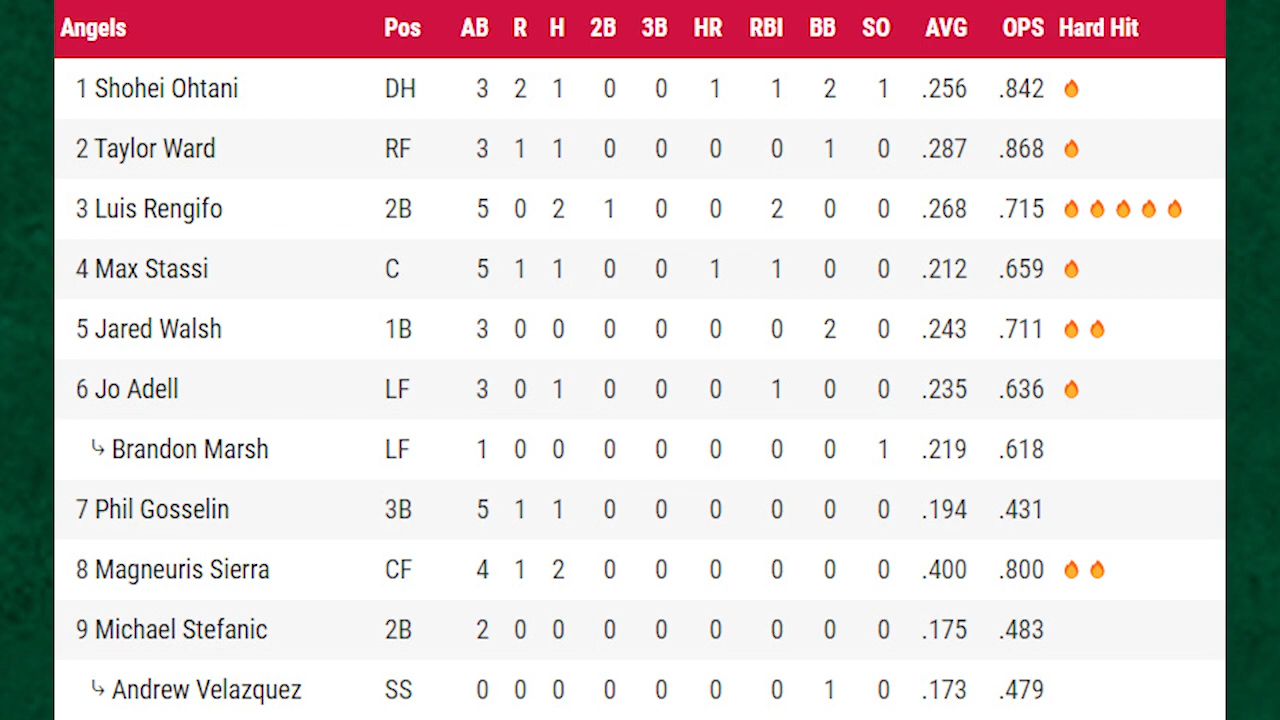 Angels Pos AB R H 2B 3B HR RBI BB SO AVG OPS Hard Hit
1 Shohei Ohtani DH 3 2 1 0 0 1 1 2 1 .256 .842
2 Taylor Ward RF 3 1 1 0 0 0 0 1 0 .287 .868
3 Luis Rengifo 2B 5 0 2 1 0 0 2 0 0 .268 .715
4 Max Stassi C 5 1 1 0 0 1 1 0 0 .212 .659
5 Jared Walsh 1B 3 0 0 0 0 0 0 2 0 .243 .711
6 Jo Adell LF 3 0 1 0 0 0 1 0 0 .235 .636
↳ Brandon Marsh LF 1 0 0 0 0 0 0 0 1 .219 .618
7 Phil Gosselin 3B 5 1 1 0 0 0 0 0 0 .194 .431
8 Magneuris Sierra CF 4 1 2 0 0 0 0 0 0 .400 .800
9 Michael Stefanic 2B 2 0 0 0 0 0 0 0 0 .175 .483
↳ Andrew Velazquez SS 0 0 0 0 0 0 0 1 0 .173 .479